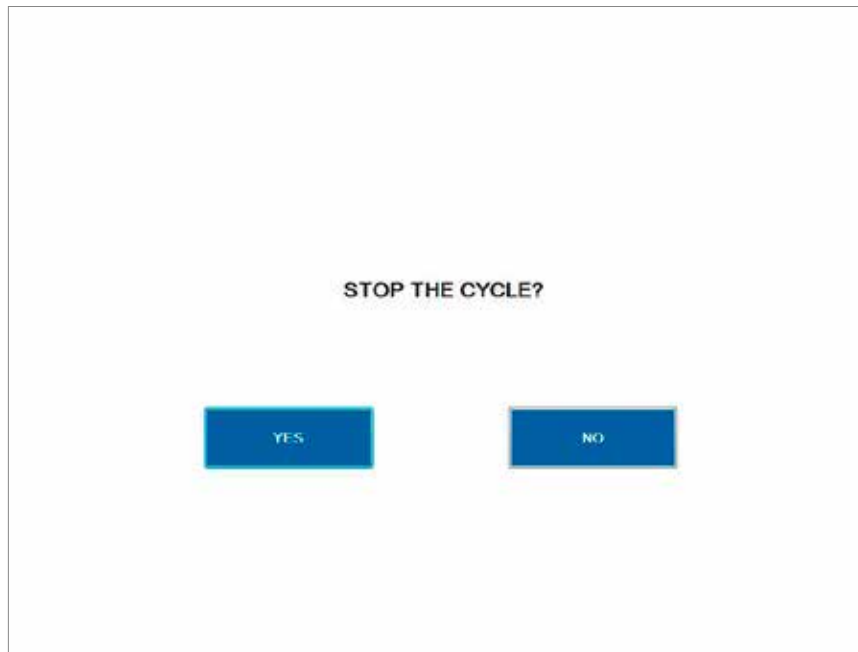 STOP THE CYCLE?
YES
NO